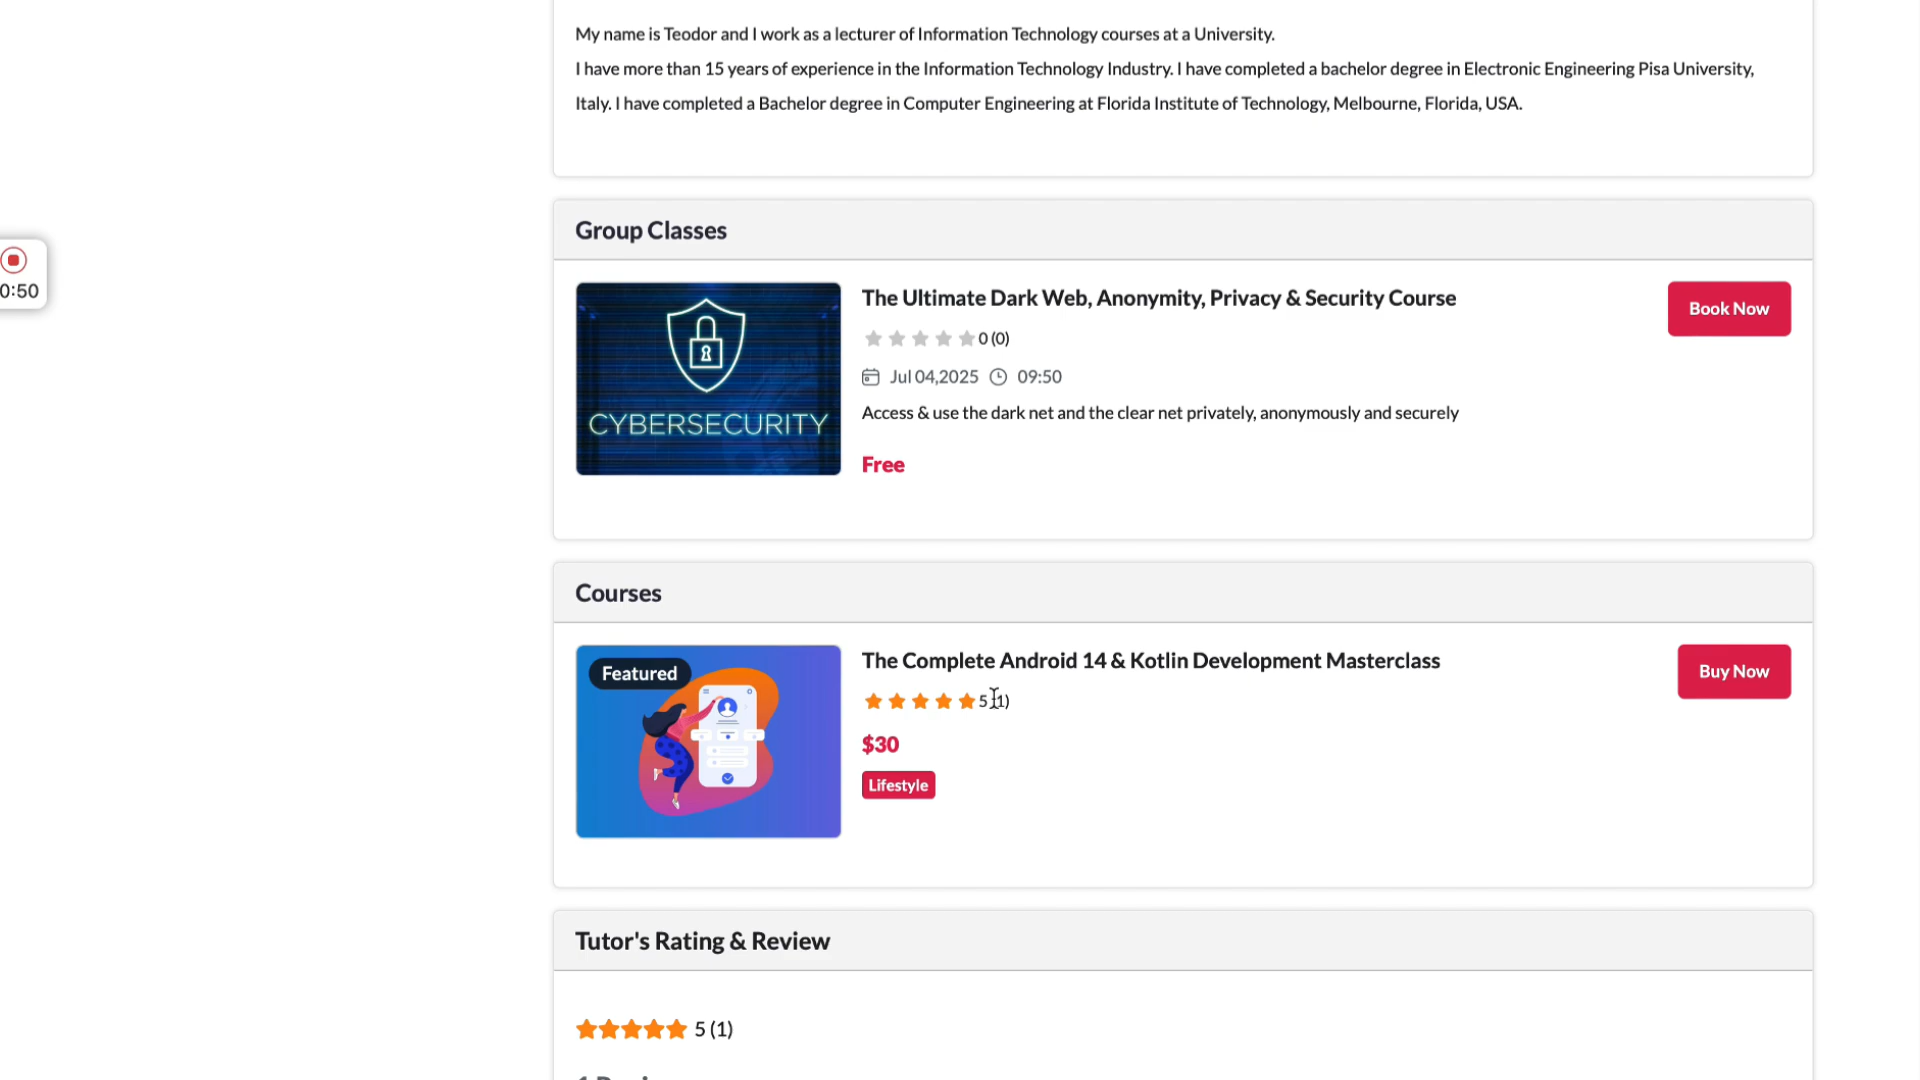 My name is Teodor and I work as a lecturer of Information Technology courses at a University.
I have more than 15 years of experience in the Information Technology Industry. I have completed a bachelor degree in Electronic Engineering Pisa University,
Italy. I have completed a Bachelor degree in Computer Engineering at Florida Institute of Technology, Melbourne, Florida, USA.
0:50
Group Classes
CYBERSECURITY
The Ultimate Dark Web, Anonymity, Privacy & Security Course
0 (0)
Jul 04,2025 09:50
Access & use the dark net and the clear net privately, anonymously and securely
Free
Book Now
Courses
Featured
The Complete Android 14 & Kotlin Development Masterclass
5 (1)
$30
Lifestyle
Buy Now
Tutor's Rating & Review
5 (1)